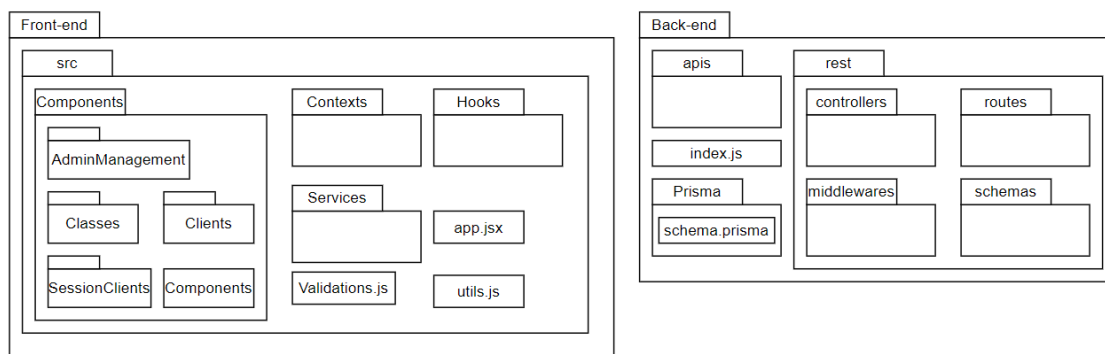 Front-end
src
Components
AdminManagement
Classes
Clients
SessionClients
Components
Contexts
Hooks
Services
app.jsx
Validations.js
utils.js
Back-end
apis
index.js
Prisma
schema.prisma
rest
controllers
routes
middlewares
schemas